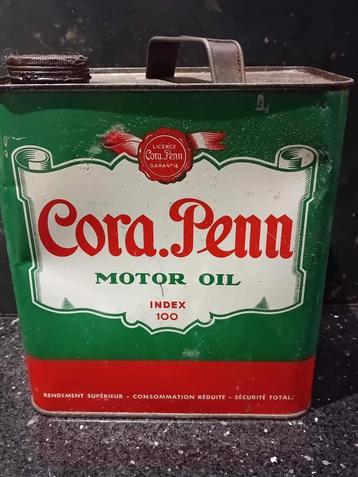 LICENCE
Cora.Penn
GARANTIE
Cora.Penn
MOTOR OIL
INDEX
100
RENDEMENT SUPÉRIEUR - CONSOMMATION RÉDUITE - SÉCURITÉ TOTALE